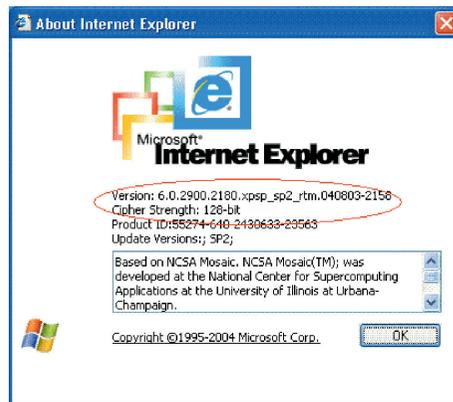 About Internet Explorer
Microsoft®
Internet Explorer
Version: 6.0.2900.2180.xpsp_sp2_rtm.040803-2158
Cipher Strength: 128-bit
Product ID:55274-640-2430633-23563
Update Versions:; SP2;
Based on NCSA Mosaic. NCSA Mosaic(TM); was
developed at the National Center for Supercomputing
Applications at the University of Illinois at Urbana-
Champaign.
Copyright ©1995-2004 Microsoft Corp.
OK